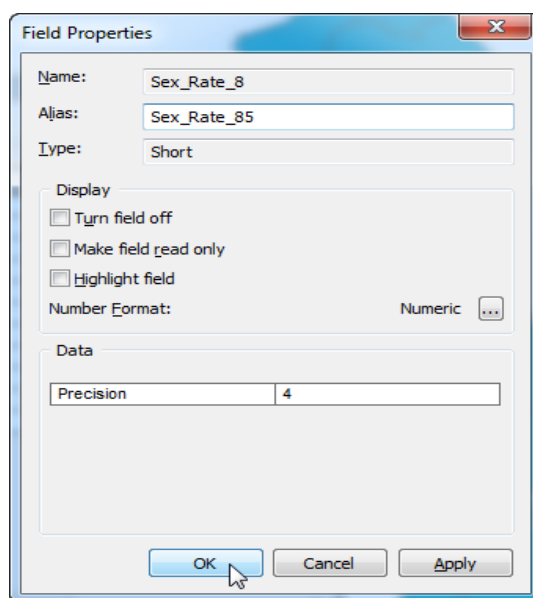 Field Properties
Name: Sex_Rate_8
Alias: Sex_Rate_85
Type: Short
Display
Turn field off
Make field read only
Highlight field
Number Format: Numeric ...
Data
Precision 4
OK Cancel Apply